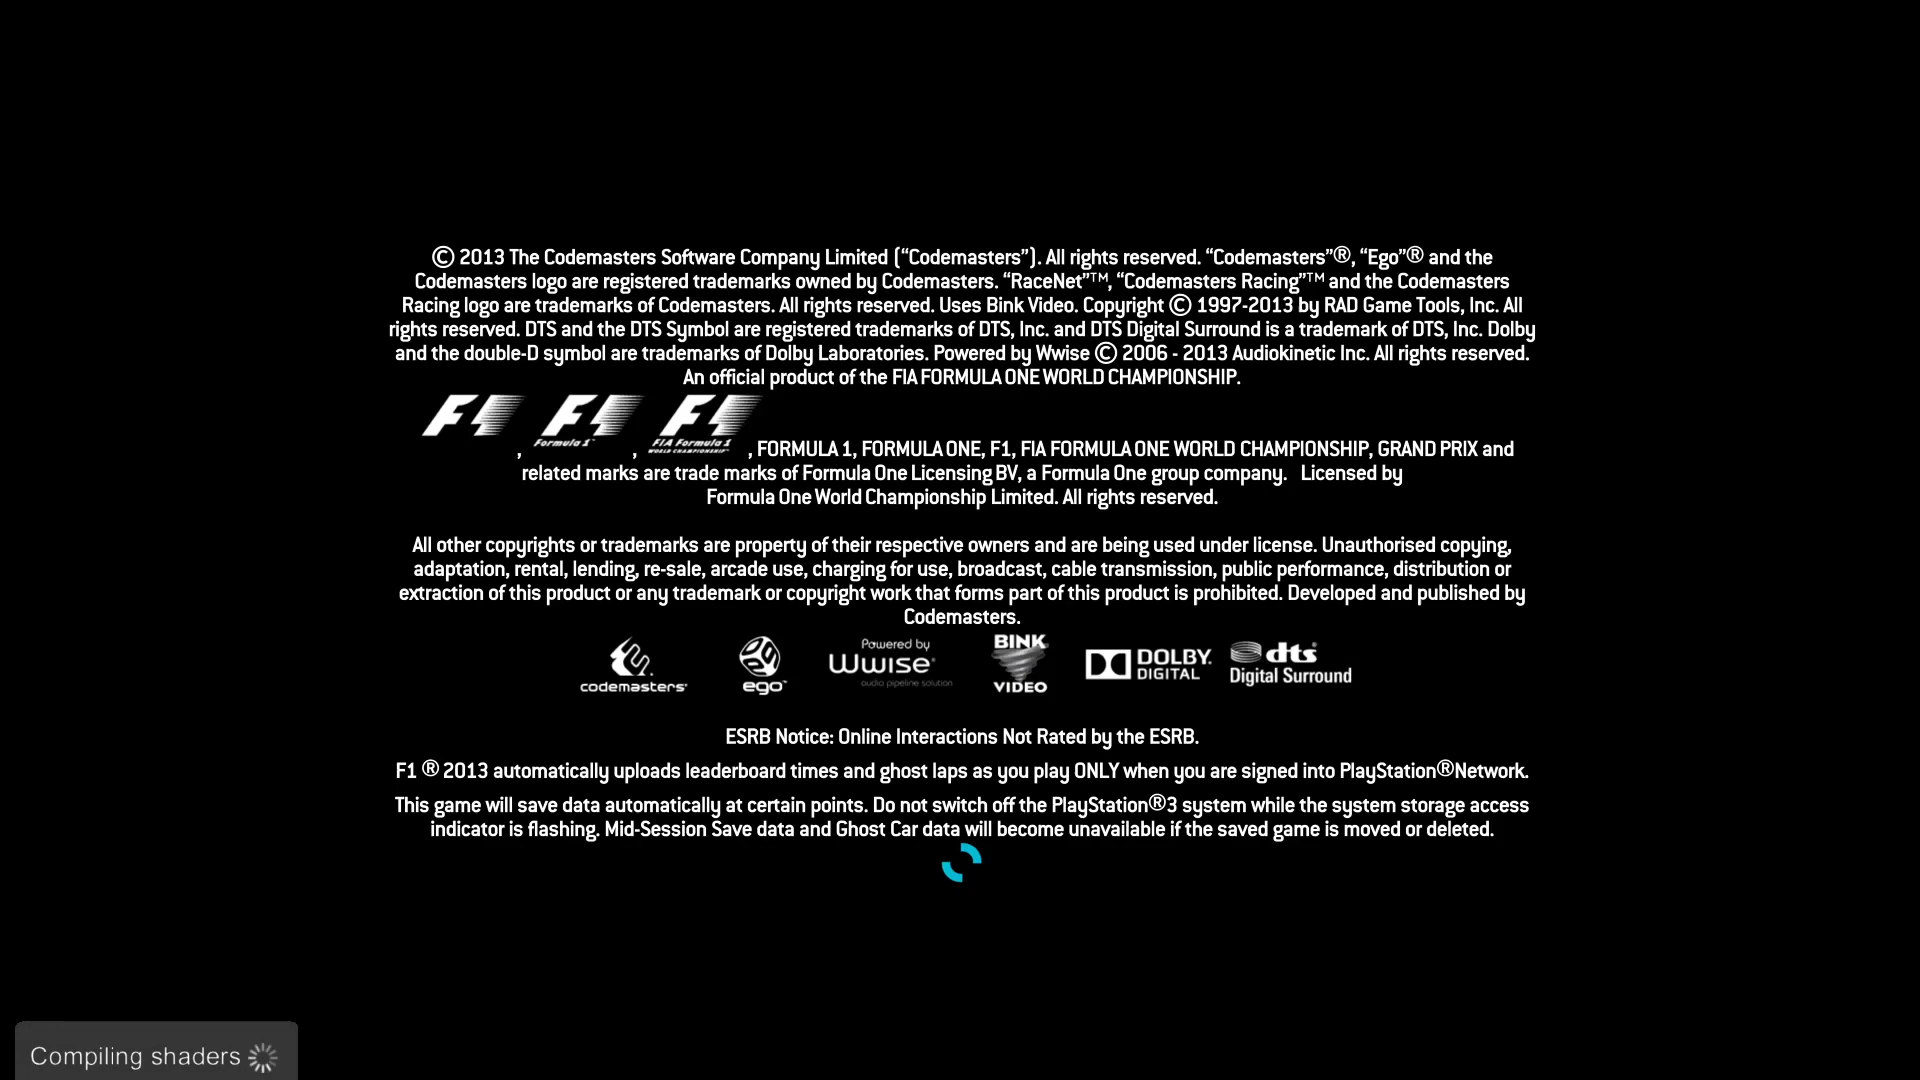 © 2013 The Codemasters Software Company Limited (“Codemasters”). All rights reserved. “Codemasters”®, “Ego”® and the
Codemasters logo are registered trademarks owned by Codemasters. “RaceNet”™, “Codemasters Racing”™ and the Codemasters
Racing logo are trademarks of Codemasters. All rights reserved. Uses Bink Video. Copyright © 1997-2013 by RAD Game Tools, Inc. All
rights reserved. DTS and the DTS Symbol are registered trademarks of DTS, Inc. and DTS Digital Surround is a trademark of DTS, Inc. Dolby
and the double-D symbol are trademarks of Dolby Laboratories. Powered by Wwise © 2006 - 2013 Audiokinetic Inc. All rights reserved.
An official product of the FIA FORMULA ONE WORLD CHAMPIONSHIP.
F1, F1 Formula 1™, F1 FIA Formula 1 WORLD CHAMPIONSHIP™, FORMULA 1, FORMULA ONE, F1, FIA FORMULA ONE WORLD CHAMPIONSHIP, GRAND PRIX and
related marks are trade marks of Formula One Licensing BV, a Formula One group company. Licensed by
Formula One World Championship Limited. All rights reserved.
All other copyrights or trademarks are property of their respective owners and are being used under license. Unauthorised copying,
adaptation, rental, lending, re-sale, arcade use, charging for use, broadcast, cable transmission, public performance, distribution or
extraction of this product or any trademark or copyright work that forms part of this product is prohibited. Developed and published by
Codemasters.
codemasters®
ego™
Powered by
Wwise®
audio pipeline solution
BINK
VIDEO
DOLBY
DIGITAL
dts
Digital Surround
ESRB Notice: Online Interactions Not Rated by the ESRB.
F1 ® 2013 automatically uploads leaderboard times and ghost laps as you play ONLY when you are signed into PlayStation®Network.
This game will save data automatically at certain points. Do not switch off the PlayStation®3 system while the system storage access
indicator is flashing. Mid-Session Save data and Ghost Car data will become unavailable if the saved game is moved or deleted.
Compiling shaders